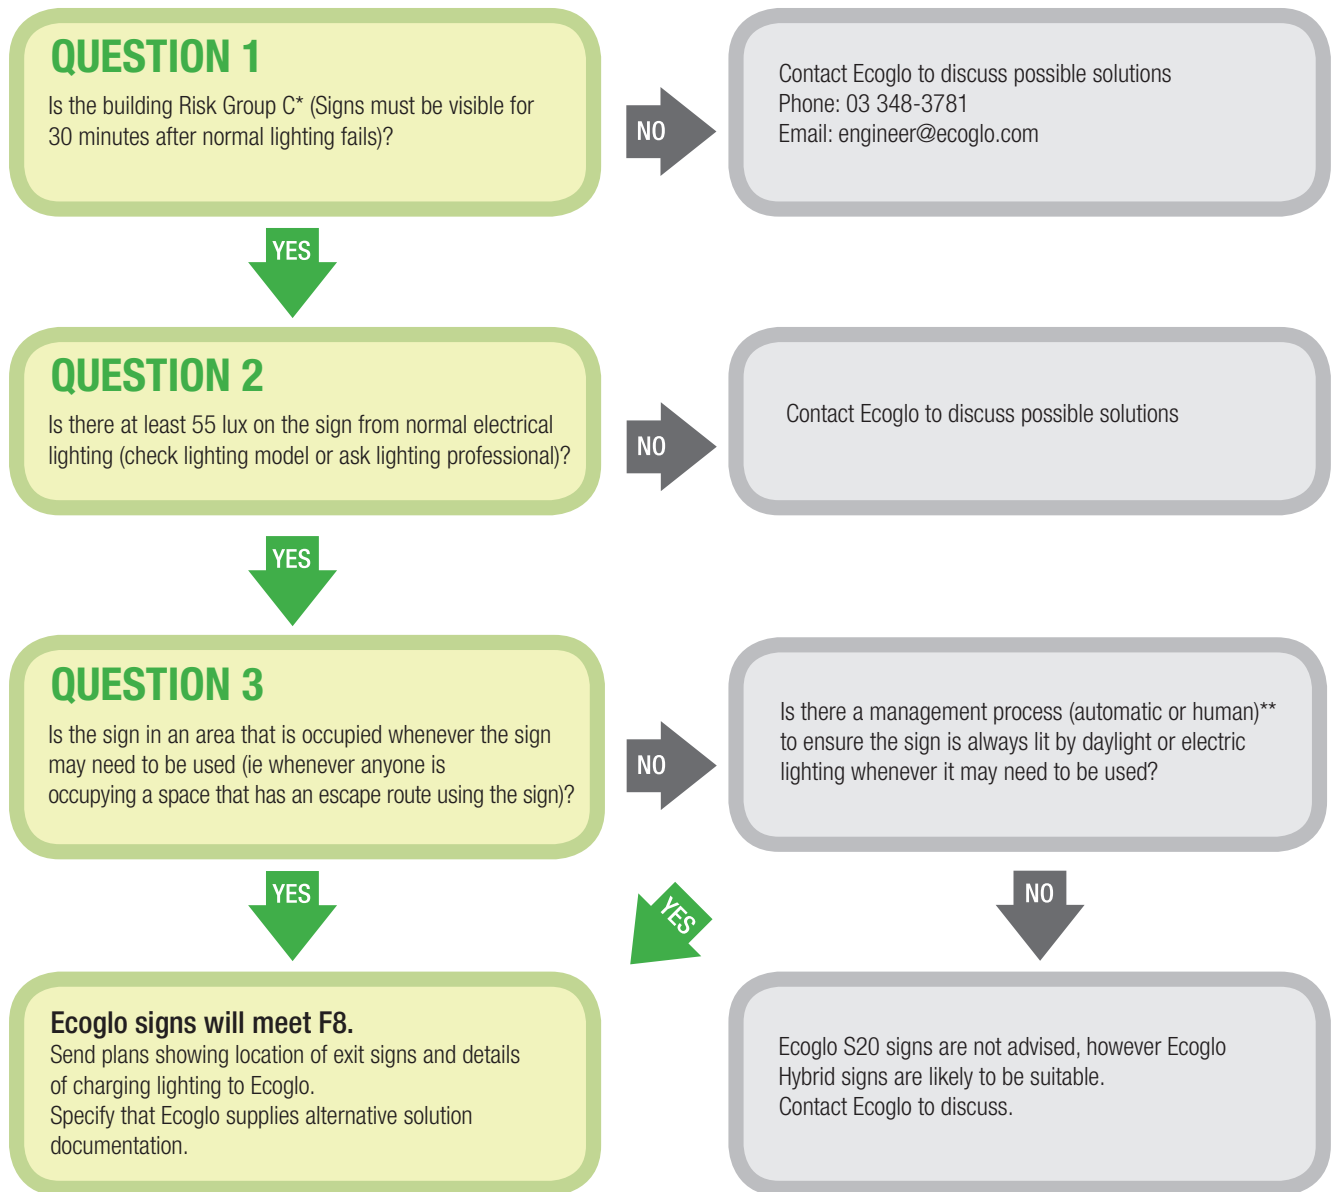 QUESTION 1
Is the building Risk Group C* (Signs must be visible for
30 minutes after normal lighting fails)?
NO
Contact Ecoglo to discuss possible solutions
Phone: 03 348-3781
Email: engineer@ecoglo.com
YES
QUESTION 2
Is there at least 55 lux on the sign from normal electrical
lighting (check lighting model or ask lighting professional)?
NO
Contact Ecoglo to discuss possible solutions
YES
QUESTION 3
Is the sign in an area that is occupied whenever the sign
may need to be used (ie whenever anyone is
occupying a space that has an escape route using the sign)?
NO
Is there a management process (automatic or human)**
to ensure the sign is always lit by daylight or electric
lighting whenever it may need to be used?
YES
YES
NO
Ecoglo signs will meet F8.
Send plans showing location of exit signs and details
of charging lighting to Ecoglo.
Specify that Ecoglo supplies alternative solution
documentation.
Ecoglo S20 signs are not advised, however Ecoglo
Hybrid signs are likely to be suitable.
Contact Ecoglo to discuss.